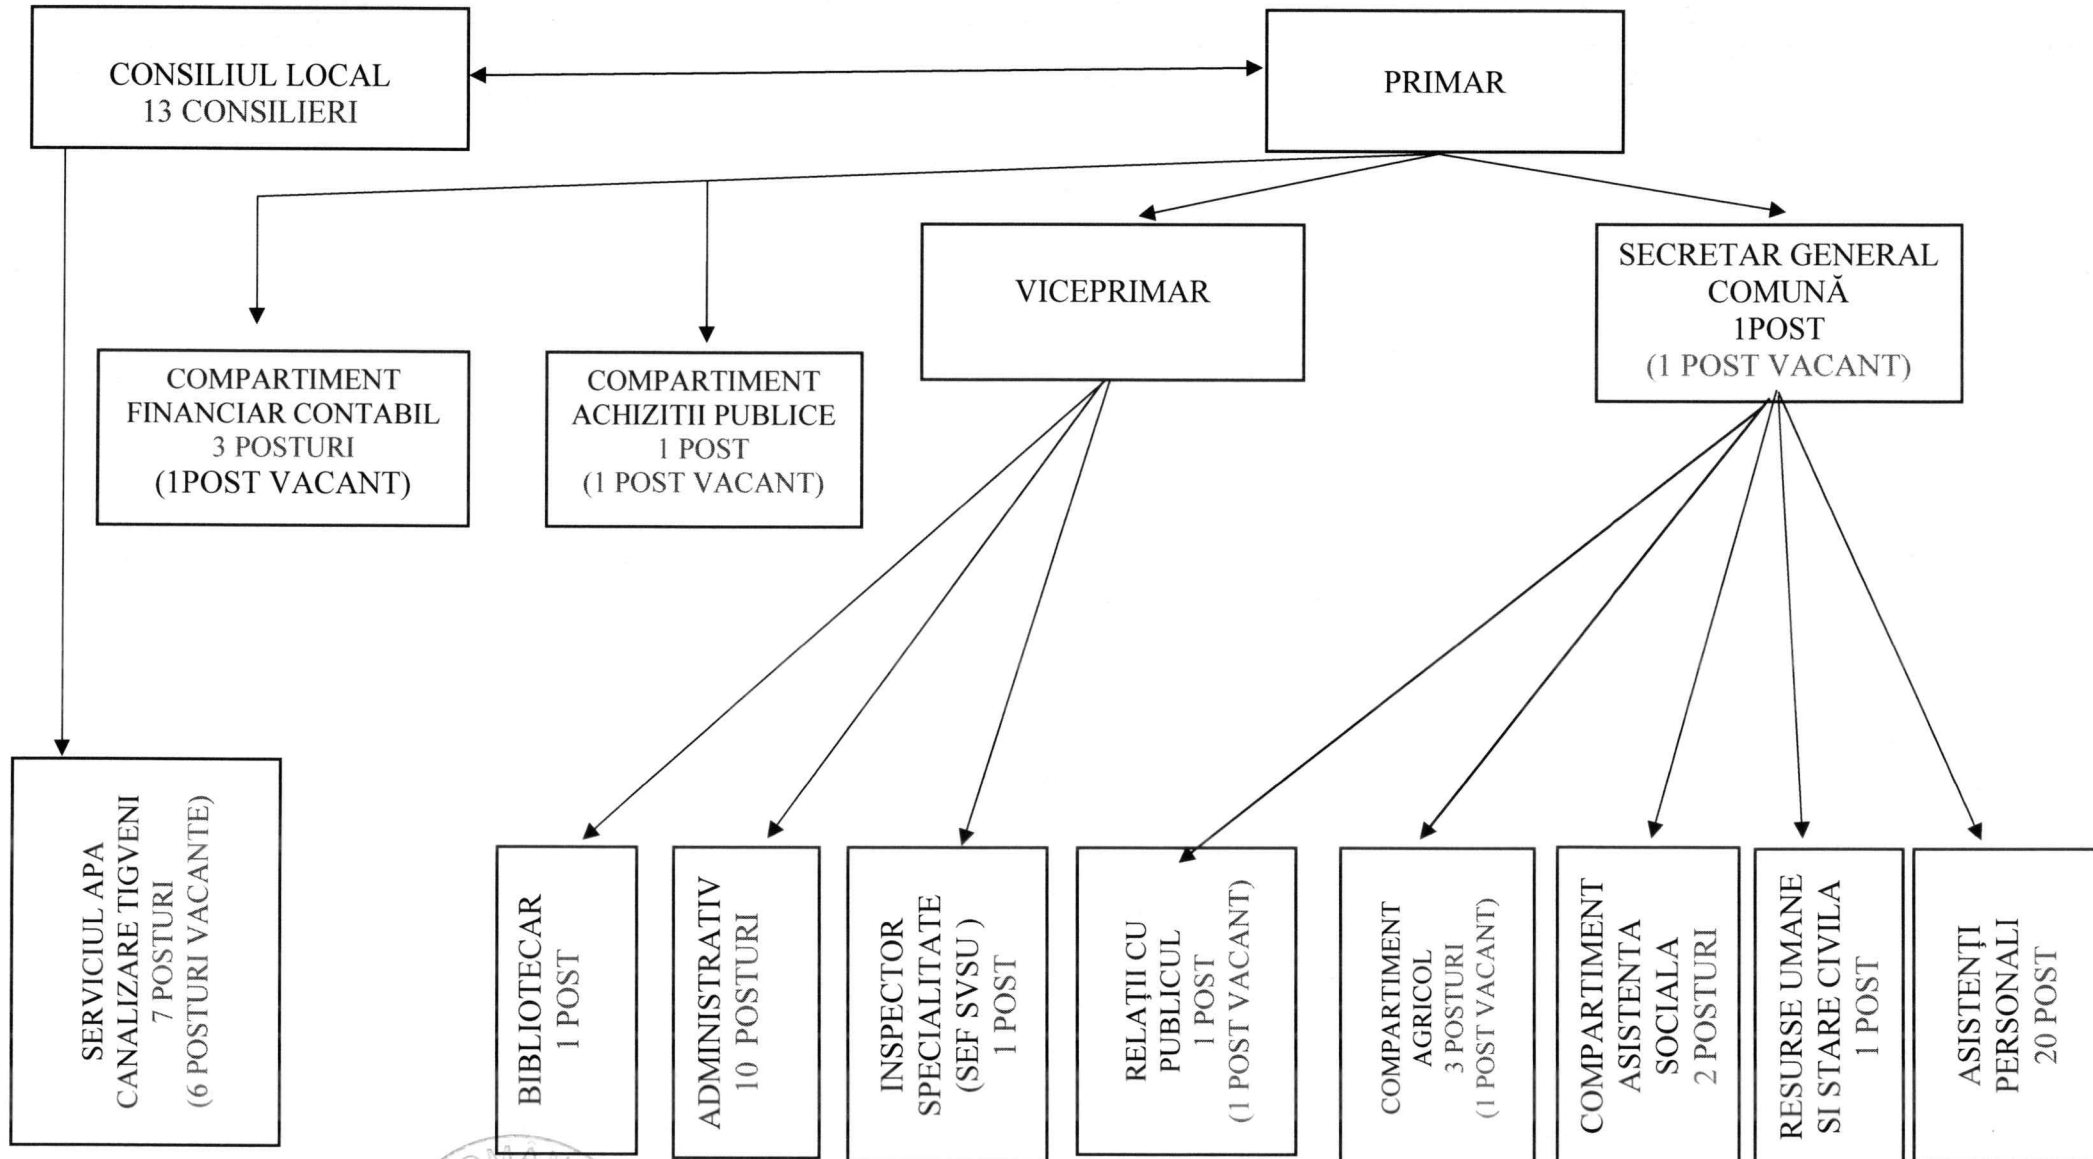 CONSILIUL LOCAL
13 CONSILIERI
PRIMAR
VICEPRIMAR
SECRETAR GENERAL
COMUNĂ
1POST
(1 POST VACANT)
COMPARTIMENT
FINANCIAR CONTABIL
3 POSTURI
(1POST VACANT)
COMPARTIMENT
ACHIZITII PUBLICE
1 POST
(1 POST VACANT)
SERVICIUL APA
CANALIZARE TIGVENI
7 POSTURI
(6 POSTURI VACANTE)
BIBLIOTECAR
1 POST
ADMINISTRATIV
10 POSTURI
INSPECTOR
SPECIALITATE
(SEF SVSU )
1 POST
RELAŢII CU
PUBLICUL
1 POST
(1 POST VACANT)
COMPARTIMENT
AGRICOL
3 POSTURI
(1 POST VACANT)
COMPARTIMENT
ASISTENTA
SOCIALA
2 POSTURI
RESURSE UMANE
SI STARE CIVILA
1 POST
ASISTENŢI
PERSONALI
20 POST